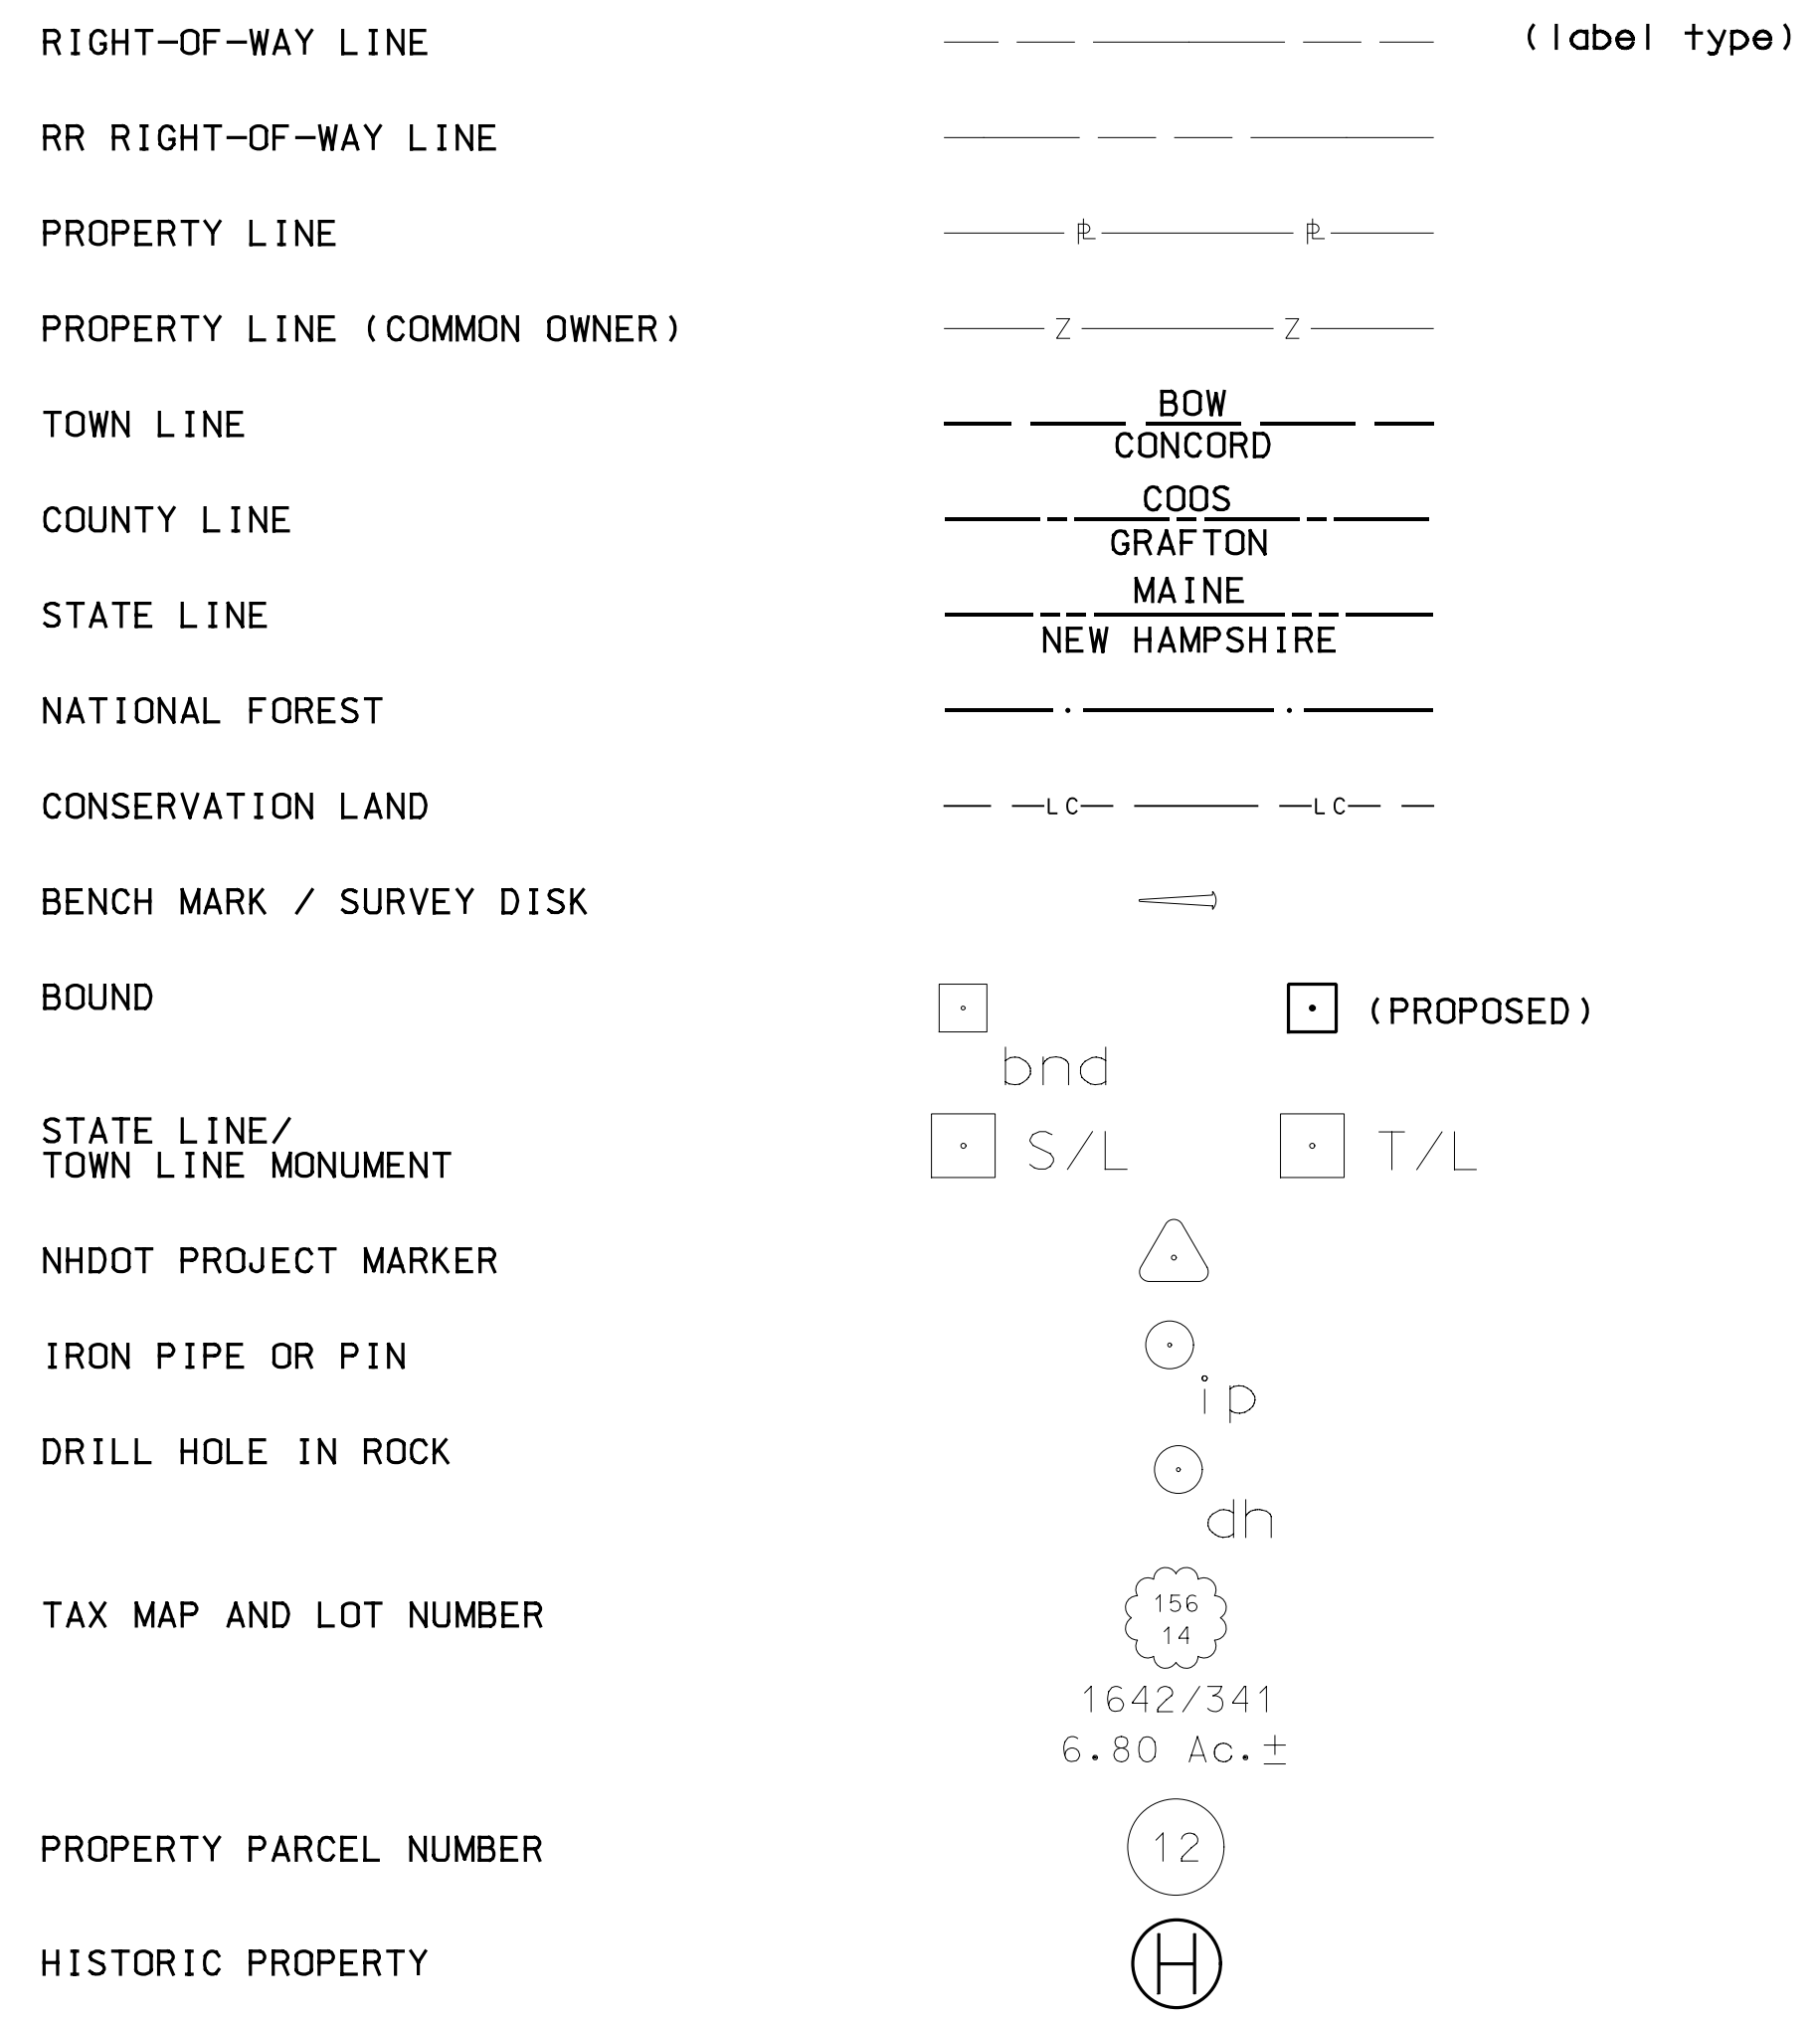 RIGHT-OF-WAY LINE (label type)
RR RIGHT-OF-WAY LINE
PROPERTY LINE PL PL
PROPERTY LINE (COMMON OWNER) Z Z
BOW
TOWN LINE
CONCORD
COOS
COUNTY LINE
GRAFTON
MAINE
STATE LINE
NEW HAMPSHIRE
NATIONAL FOREST
CONSERVATION LAND LC LC
BENCH MARK / SURVEY DISK
BOUND (PROPOSED)
bnd
STATE LINE/
TOWN LINE MONUMENT S/L T/L
NHDOT PROJECT MARKER
IRON PIPE OR PIN
ip
DRILL HOLE IN ROCK
dh
TAX MAP AND LOT NUMBER
156
14
1642/341
6.80 Ac.±
PROPERTY PARCEL NUMBER 12
HISTORIC PROPERTY H